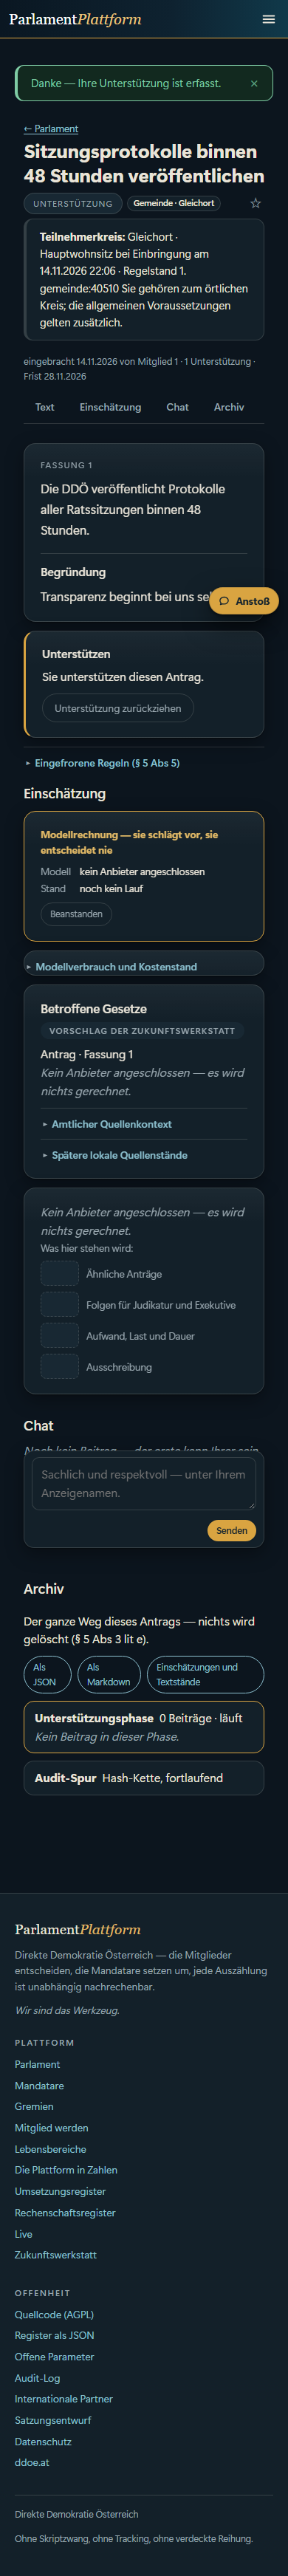 ParlamentPlattform
Danke — Ihre Unterstützung ist erfasst. ✕
← Parlament
Sitzungsprotokolle binnen
48 Stunden veröffentlichen
UNTERSTÜTZUNG Gemeinde · Gleichort
Teilnehmerkreis: Gleichort ·
Hauptwohnsitz bei Einbringung am
14.11.2026 22:06 · Regelstand 1.
gemeinde:40510 Sie gehören zum örtlichen
Kreis; die allgemeinen Voraussetzungen
gelten zusätzlich.
eingebracht 14.11.2026 von Mitglied 1 · 1 Unterstützung ·
Frist 28.11.2026
Text Einschätzung Chat Archiv
FASSUNG 1
Die DDÖ veröffentlicht Protokolle
aller Ratssitzungen binnen 48
Stunden.
Begründung
Transparenz beginnt bei uns
Anstoß
Unterstützen
Sie unterstützen diesen Antrag.
Unterstützung zurückziehen
▸ Eingefrorene Regeln (§ 5 Abs 5)
Einschätzung
Modellrechnung — sie schlägt vor, sie
entscheidet nie
Modell kein Anbieter angeschlossen
Stand noch kein Lauf
Beanstanden
▸ Modellverbrauch und Kostenstand
Betroffene Gesetze
VORSCHLAG DER ZUKUNFTSWERKSTATT
Antrag · Fassung 1
Kein Anbieter angeschlossen — es wird
nichts gerechnet.
▸ Amtlicher Quellenkontext
▸ Spätere lokale Quellenstände
Kein Anbieter angeschlossen — es wird
nichts gerechnet.
Was hier stehen wird:
Ähnliche Anträge
Folgen für Judikatur und Exekutive
Aufwand, Last und Dauer
Ausschreibung
Chat
Noch kein Beitrag — der erste kann Ihrer sein
Sachlich und respektvoll — unter Ihrem
Anzeigenamen.
Senden
Archiv
Der ganze Weg dieses Antrags — nichts wird
gelöscht (§ 5 Abs 3 lit e).
Als
JSON
Als
Markdown
Einschätzungen und
Textstände
Unterstützungsphase 0 Beiträge · läuft
Kein Beitrag in dieser Phase.
Audit-Spur Hash-Kette, fortlaufend
ParlamentPlattform
Direkte Demokratie Österreich — die Mitglieder
entscheiden, die Mandatare setzen um, jede Auszählung
ist unabhängig nachrechenbar.
Wir sind das Werkzeug.
PLATTFORM
Parlament
Mandatare
Gremien
Mitglied werden
Lebensbereiche
Die Plattform in Zahlen
Umsetzungsregister
Rechenschaftsregister
Live
Zukunftswerkstatt
OFFENHEIT
Quellcode (AGPL)
Register als JSON
Offene Parameter
Audit-Log
Internationale Partner
Satzungsentwurf
Datenschutz
ddoe.at
Direkte Demokratie Österreich
Ohne Skriptzwang, ohne Tracking, ohne verdeckte Reihung.